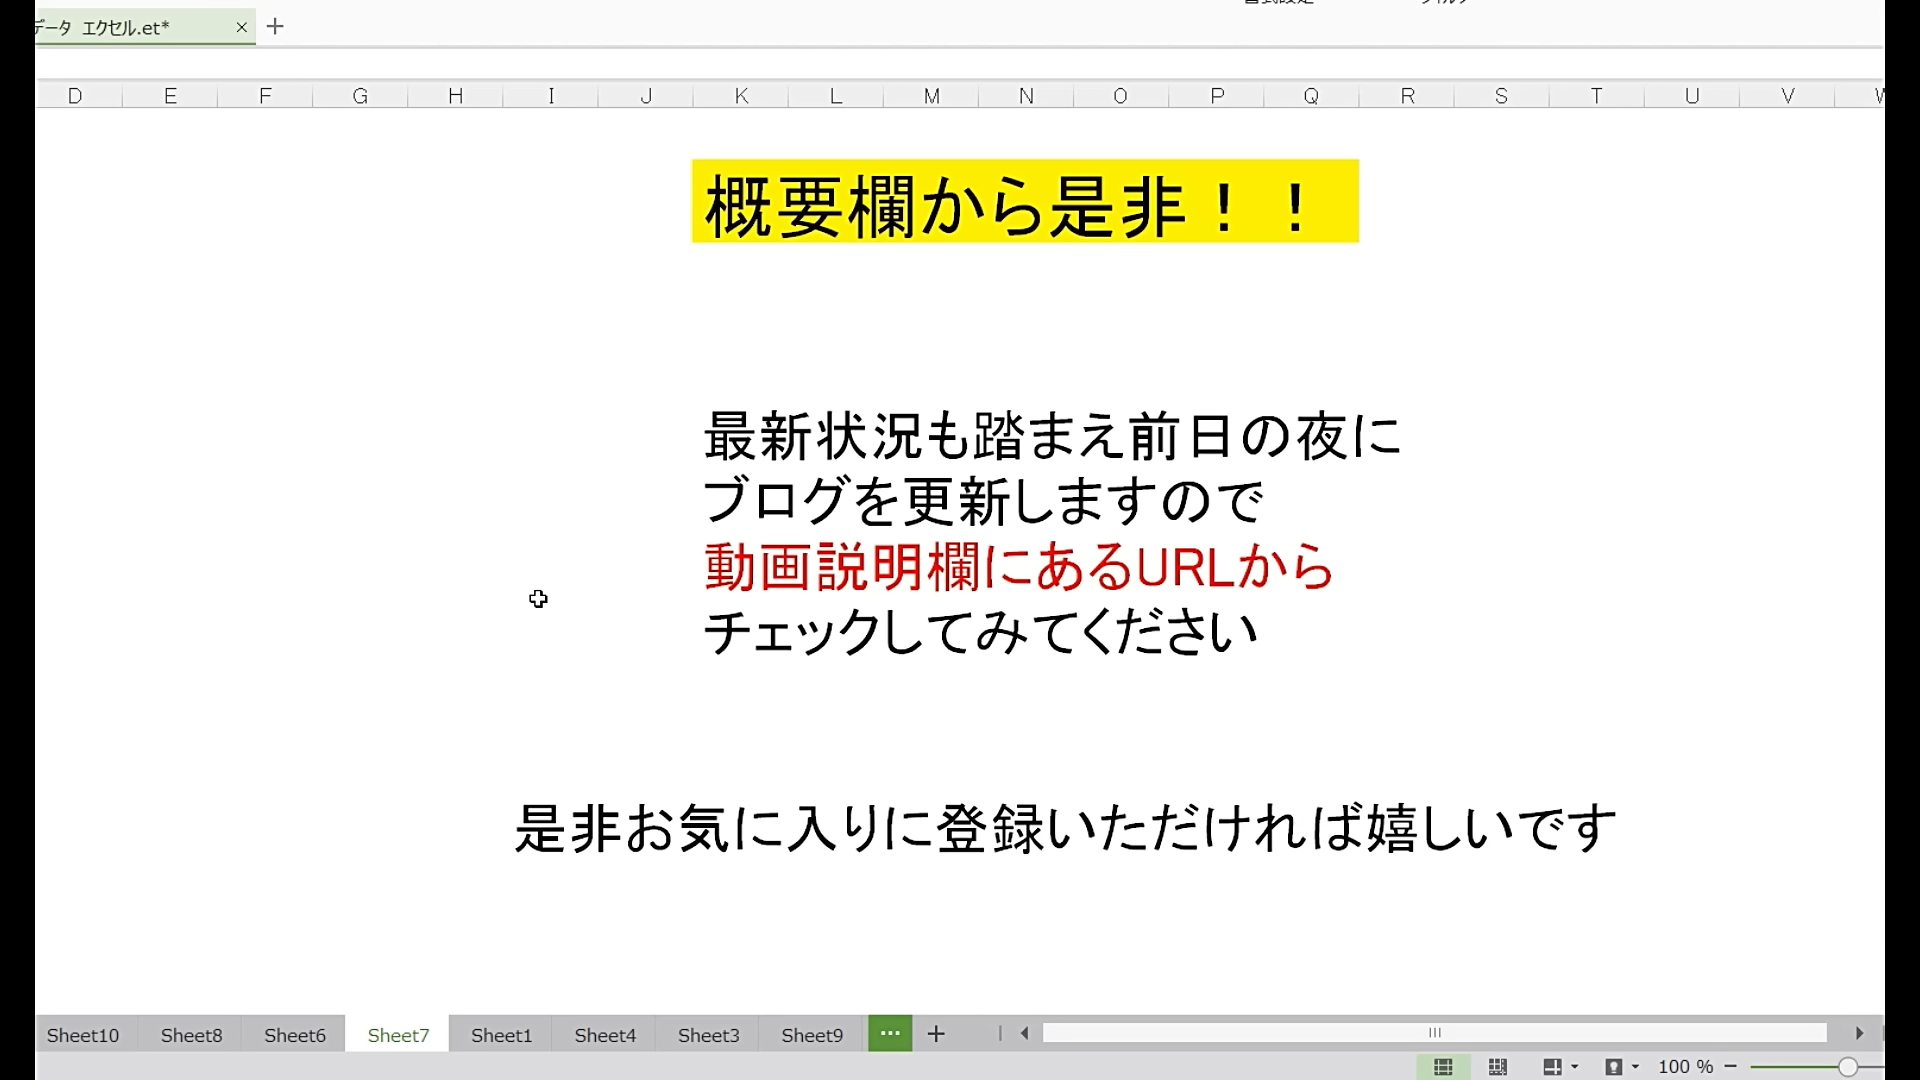 データ エクセル.et*
D E F G H I J K L M N O P Q R S T U V
概要欄から是非！！
最新状況も踏まえ前日の夜に
ブログを更新しますので
動画説明欄にあるURLから
チェックしてみてください
是非お気に入りに登録いただければ嬉しいです
Sheet10 Sheet8 Sheet6 Sheet7 Sheet1 Sheet4 Sheet3 Sheet9
100 %